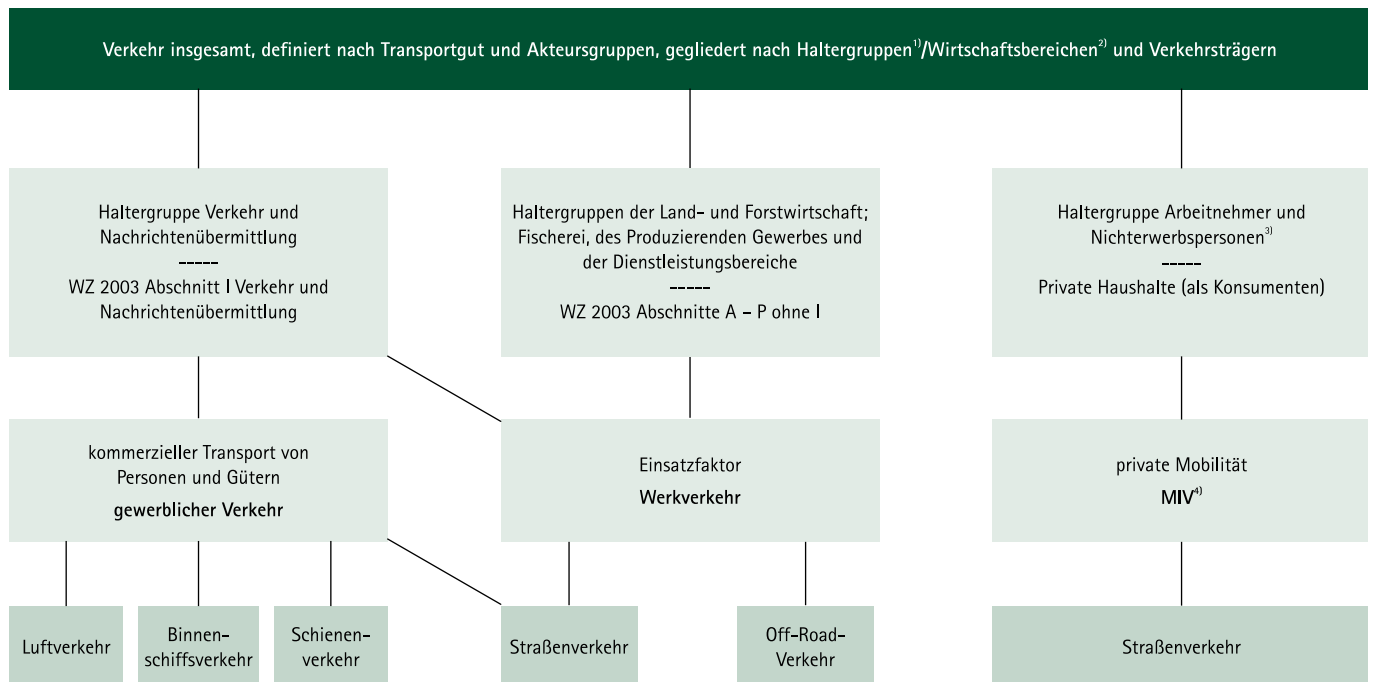 Verkehr insgesamt, definiert nach Transportgut und Akteursgruppen, gegliedert nach Haltergruppen¹⁾/Wirtschaftsbereichen²⁾ und Verkehrsträgern
Haltergruppe Verkehr und
Nachrichtenübermittlung
-----
WZ 2003 Abschnitt I Verkehr und
Nachrichtenübermittlung
Haltergruppen der Land- und Forstwirtschaft;
Fischerei, des Produzierenden Gewerbes und
der Dienstleistungsbereiche
-----
WZ 2003 Abschnitte A – P ohne I
Haltergruppe Arbeitnehmer und
Nichterwerbspersonen³⁾
-----
Private Haushalte (als Konsumenten)
kommerzieller Transport von
Personen und Gütern
gewerblicher Verkehr
Einsatzfaktor
Werkverkehr
private Mobilität
MIV⁴⁾
Luftverkehr
Binnen-
schiffsverkehr
Schienen-
verkehr
Straßenverkehr
Off-Road-
Verkehr
Straßenverkehr